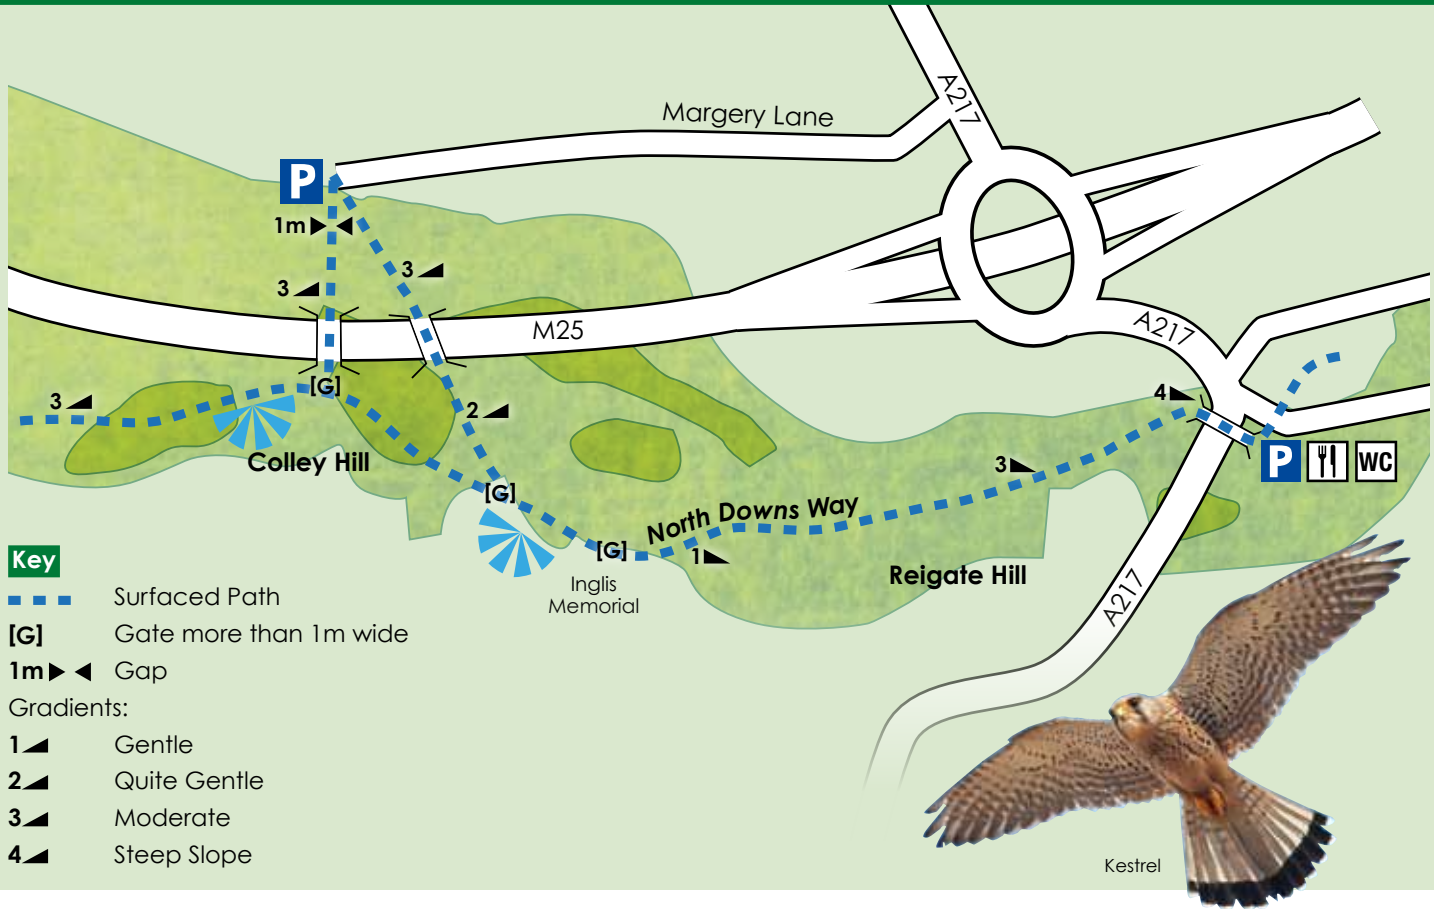 A217
Margery Lane
P
1m
3
3
M25
A217
[G]
3
2
4
Colley Hill
P
WC
3
[G]
North Downs Way
[G]
1
Inglis
Memorial
Reigate Hill
A217
Key
Surfaced Path
[G] Gate more than 1m wide
1m Gap
Gradients:
1 Gentle
2 Quite Gentle
3 Moderate
4 Steep Slope
Kestrel